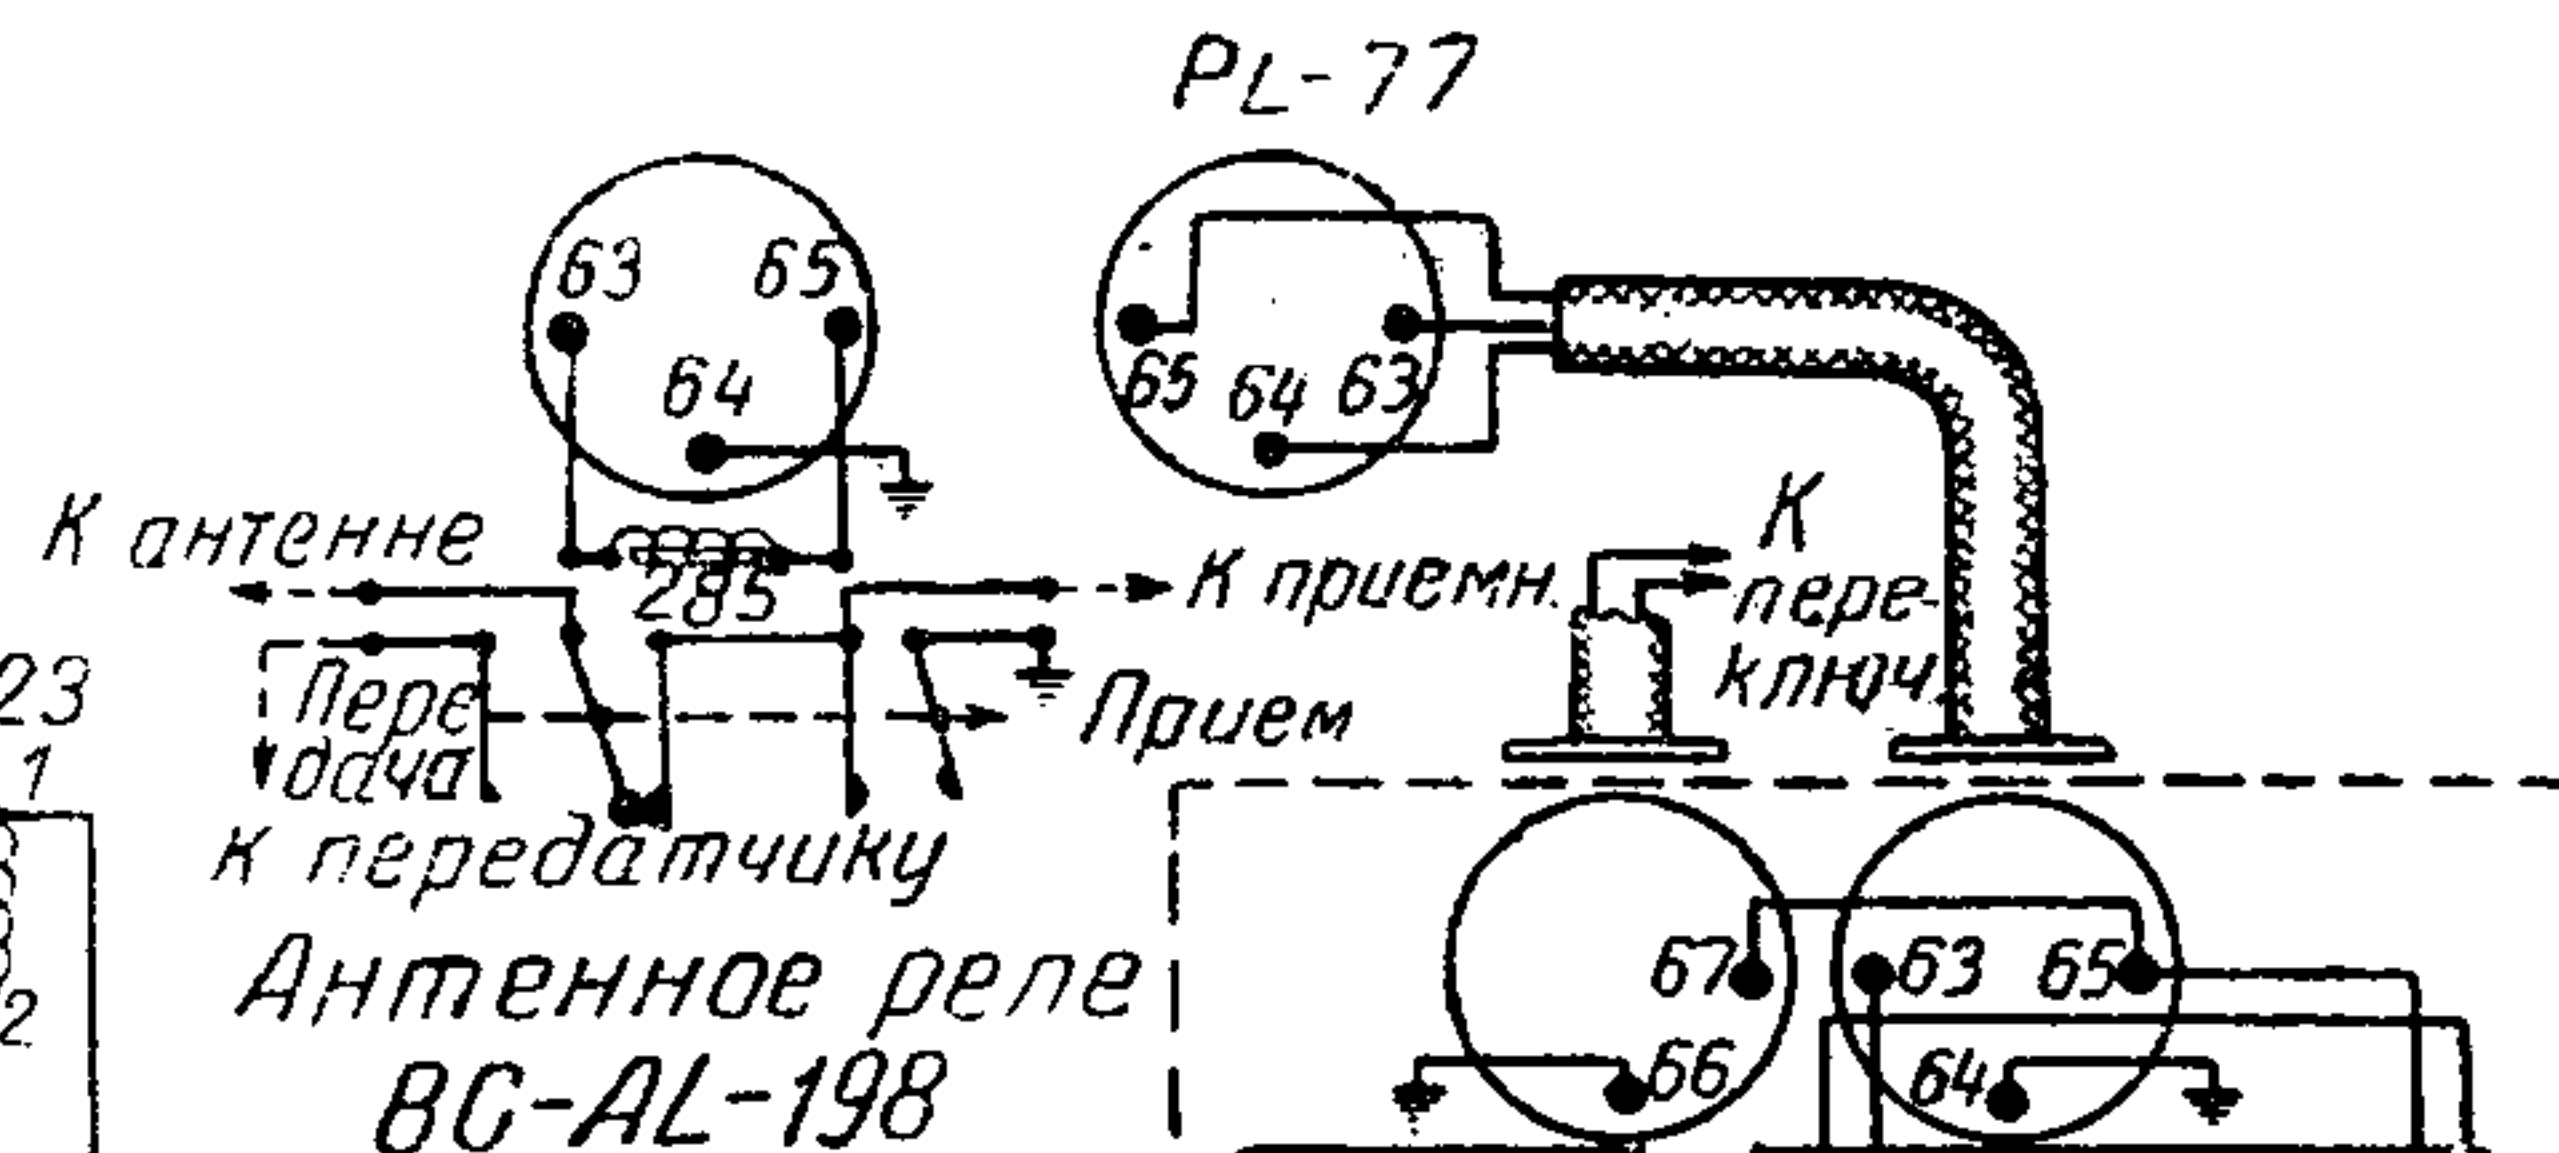 PL-77
63 65
64
65 64 63
К антенне
285
К приемн.
К
пере-
ключ.
23
1
Пере
дача
Прием
К передатчику
2
Антенное реле
BC-AL-198
67 63 65
66 64